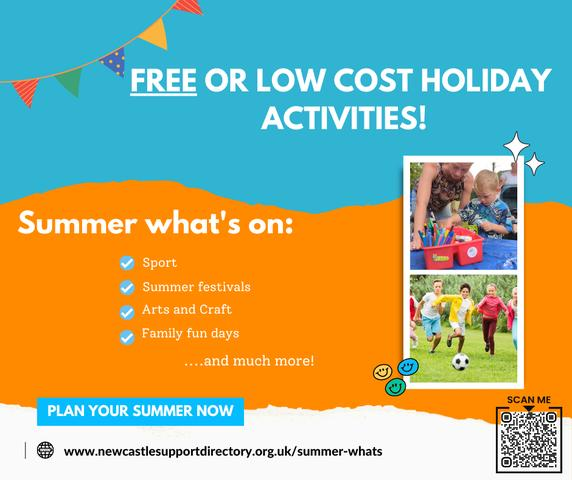 FREE OR LOW COST HOLIDAY
ACTIVITIES!
Summer what's on:
Sport
Summer festivals
Arts and Craft
Family fun days
....and much more!
PLAN YOUR SUMMER NOW
www.newcastlesupportdirectory.org.uk/summer-whats
SCAN ME